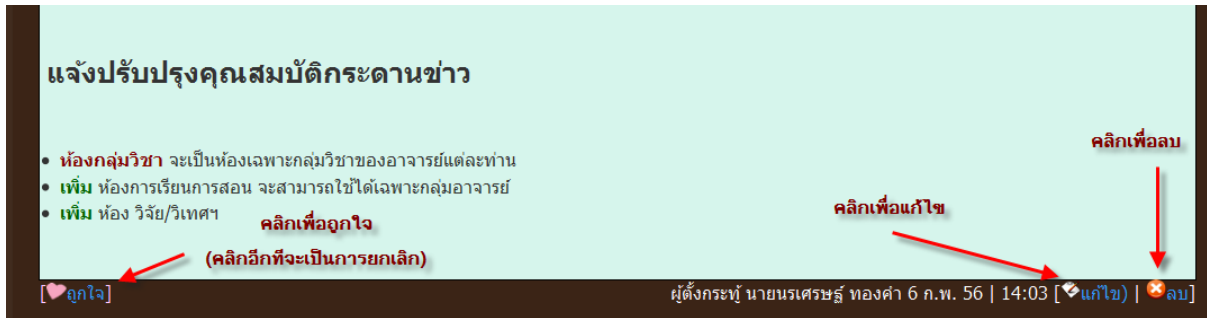 แจ้งปรับปรุงคุณสมบัติกระดานข่าว
คลิกเพื่อลบ
• ห้องกลุ่มวิชา จะเป็นห้องเฉพาะกลุ่มวิชาของอาจารย์แต่ละท่าน
• เพิ่ม ห้องการเรียนการสอน จะสามารถใช้ได้เฉพาะกลุ่มอาจารย์
• เพิ่ม ห้อง วิจัย/วิเทศฯ
คลิกเพื่อแก้ไข
คลิกเพื่อถูกใจ
(คลิกอีกทีจะเป็นการยกเลิก)
[ถูกใจ]
ผู้ตั้งกระทู้ นายนรเศรษฐ์ ทองคำ 6 ก.พ. 56 | 14:03 [แก้ไข) | ลบ]